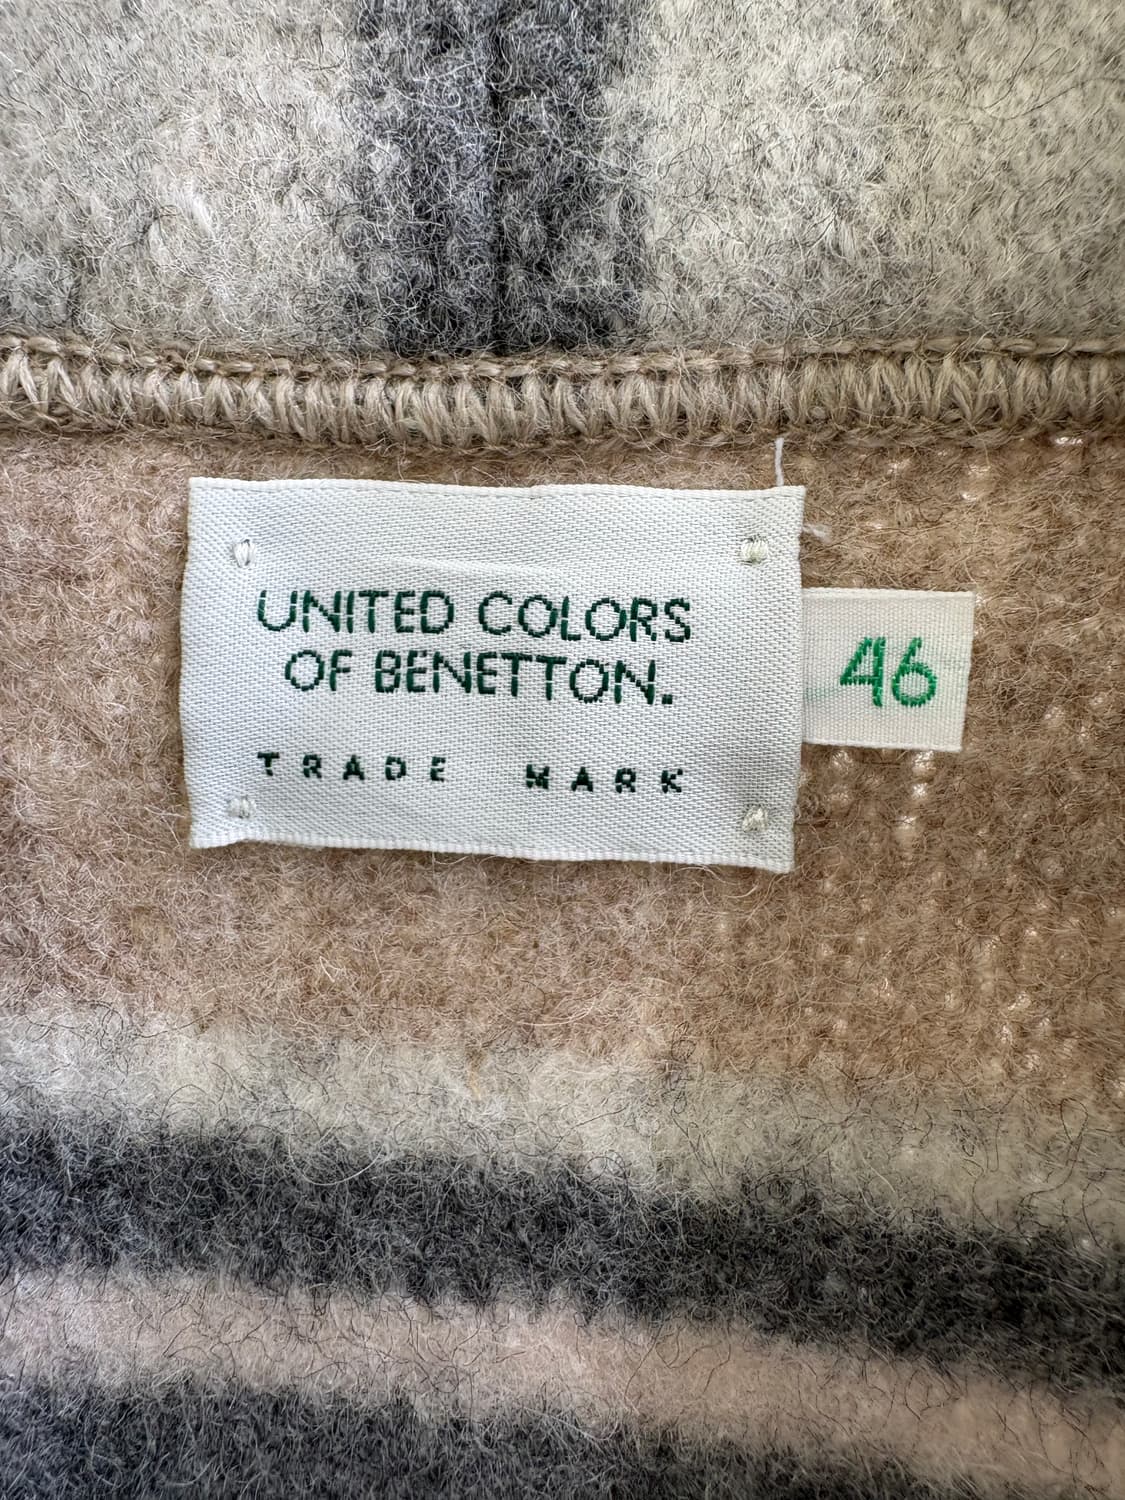 UNITED COLORS
OF BENETTON.
TRADE MARK
46